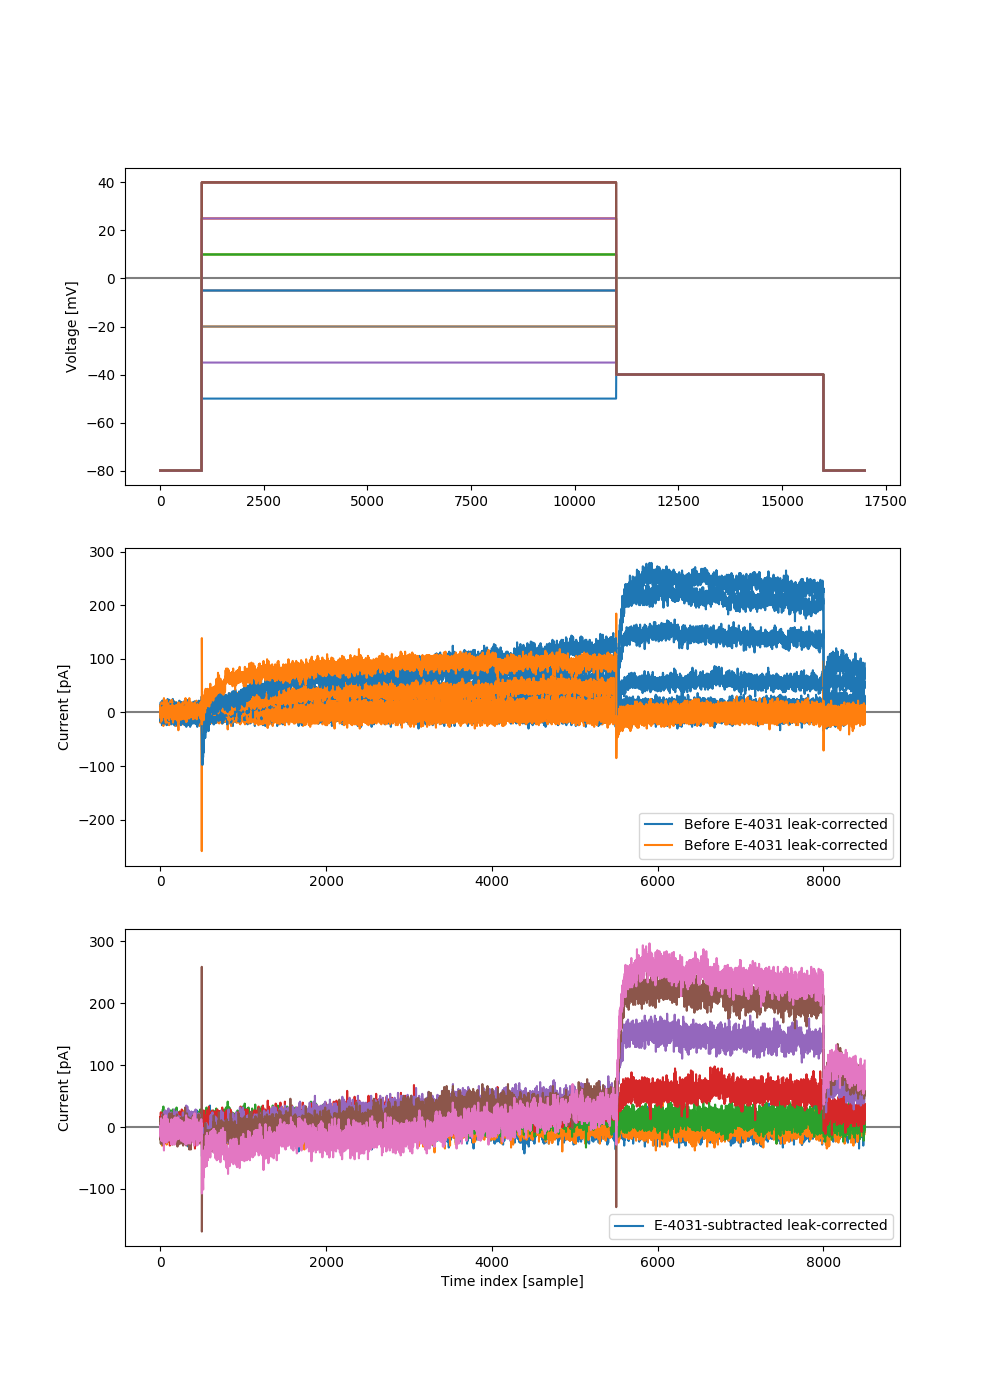 40
20
0
−20
−40
−60
−80
Voltage [mV]
0 2500 5000 7500 10000 12500 15000 17500
300
200
100
0
−100
−200
Current [pA]
Before E-4031 leak-corrected
Before E-4031 leak-corrected
0 2000 4000 6000 8000
300
200
100
0
−100
Current [pA]
E-4031-subtracted leak-corrected
0 2000 4000 6000 8000
Time index [sample]